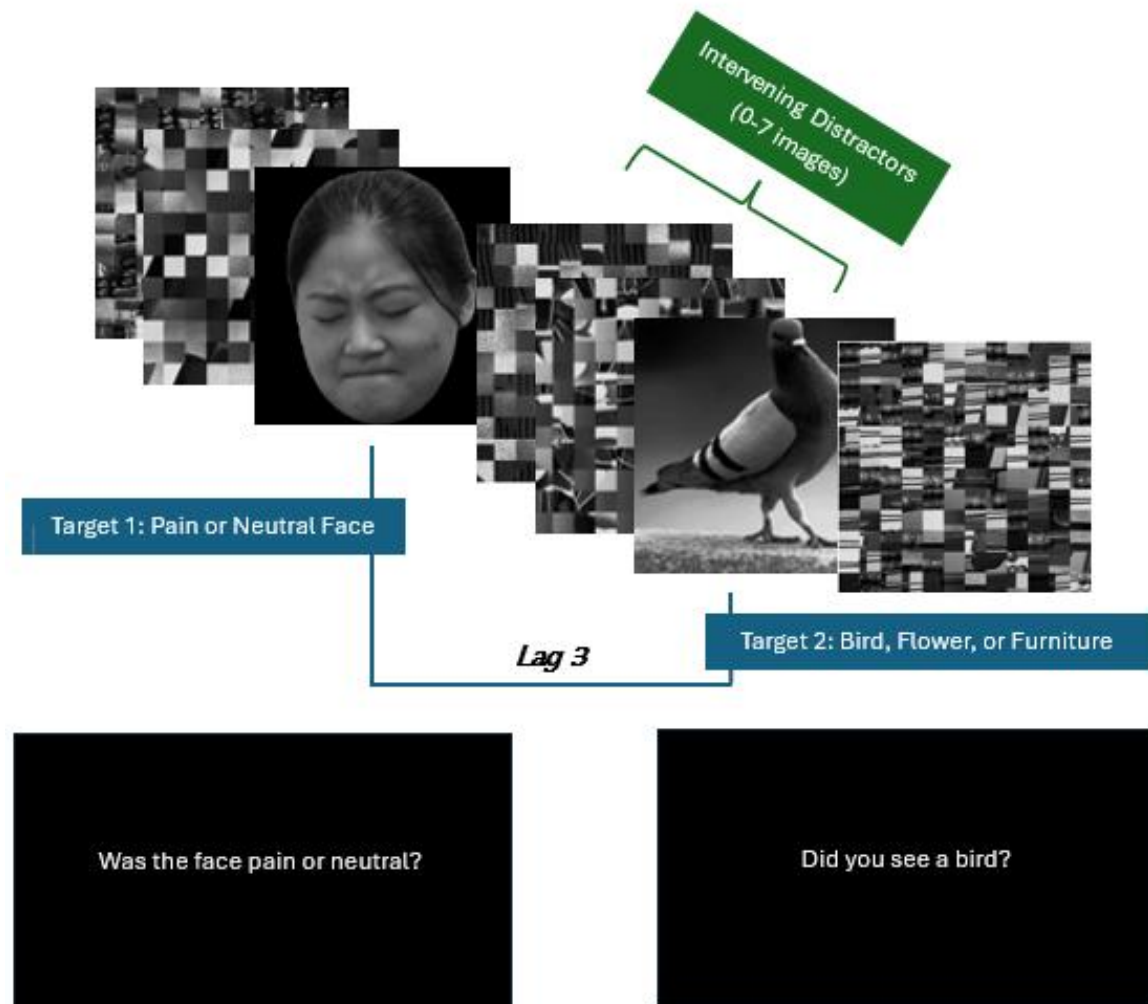 Intervening Distractors
(0-7 images)
Target 1: Pain or Neutral Face
Target 2: Bird, Flower, or Furniture
Lag 3
Was the face pain or neutral?
Did you see a bird?